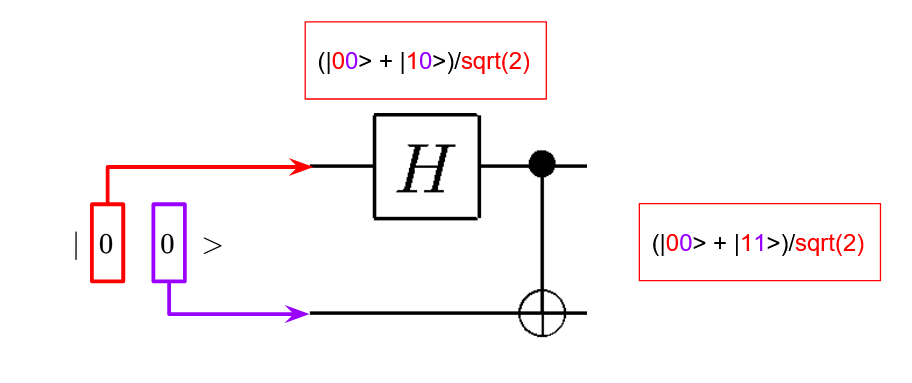 (|00> + |10>)/sqrt(2)
H
| 0 0 >
(|00> + |11>)/sqrt(2)